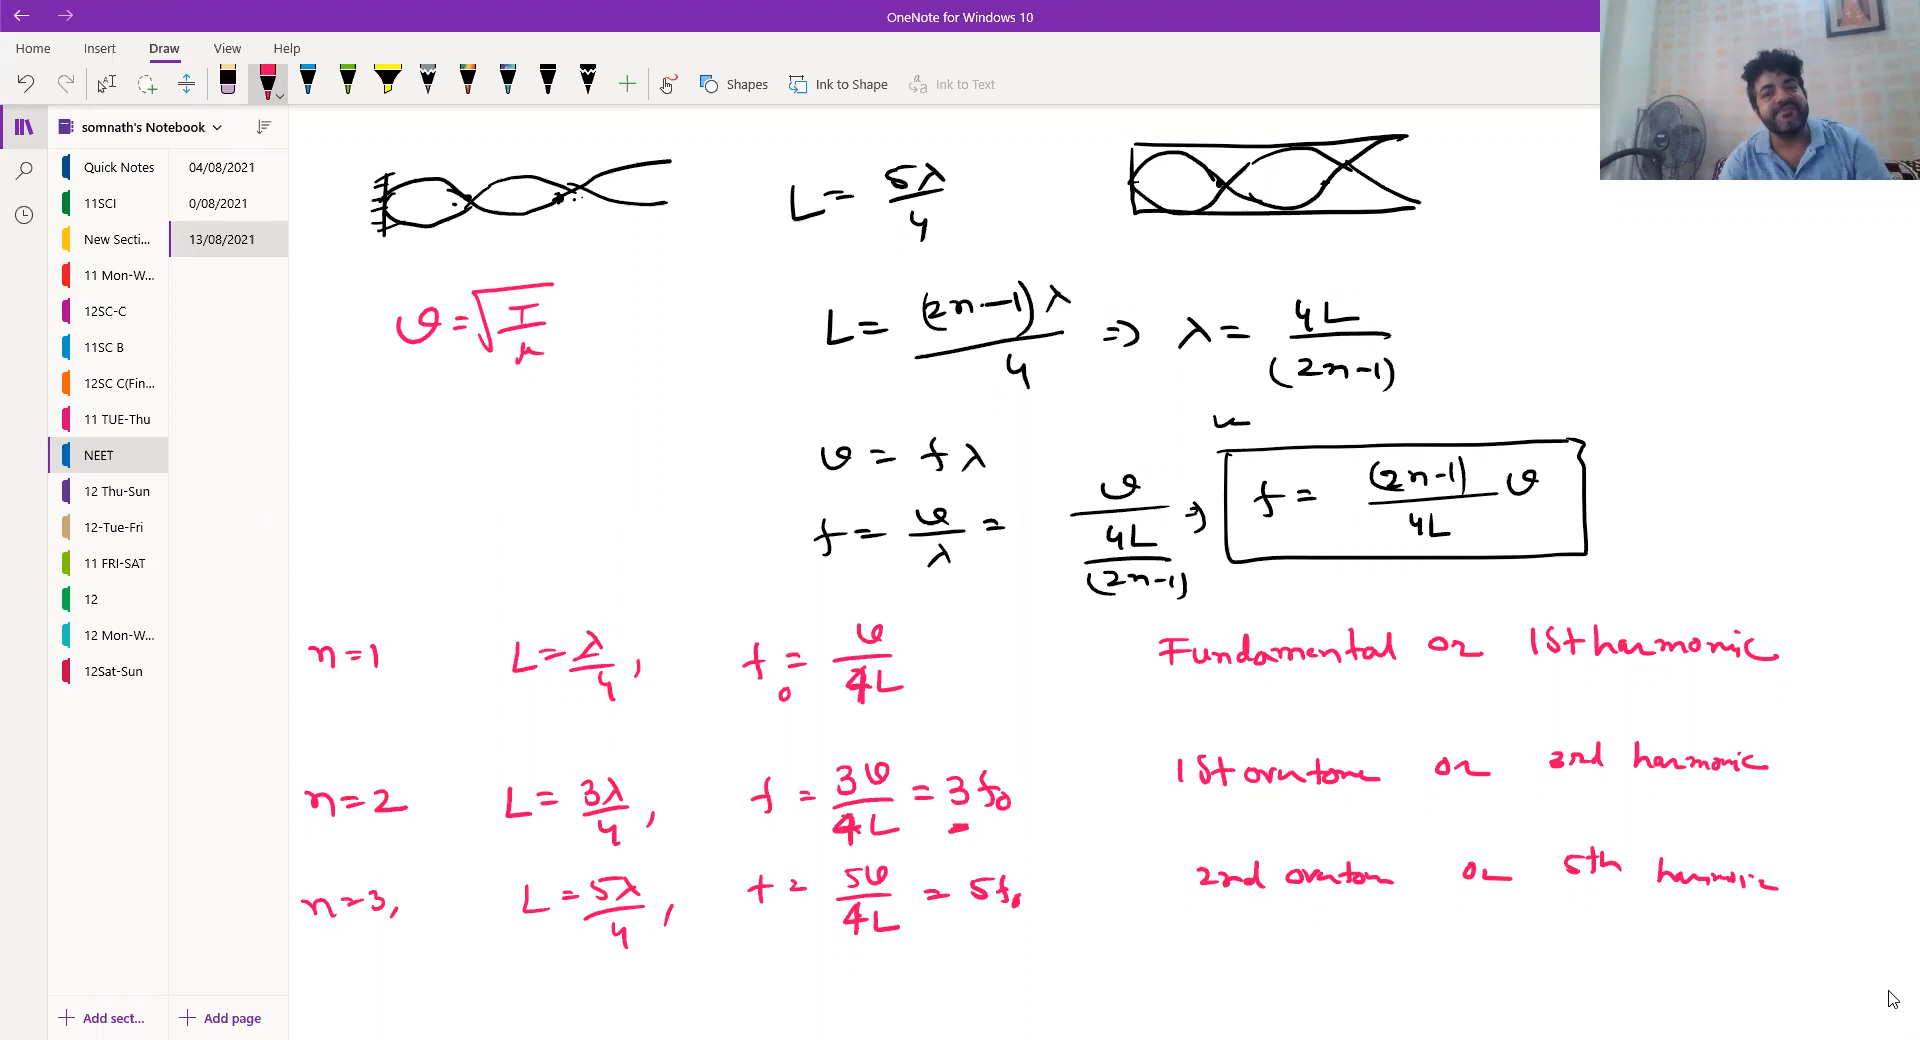 OneNote for Windows 10
Home Insert Draw View Help
Shapes Ink to Shape Ink to Text
somnath's Notebook
Quick Notes
11SCI
New Secti...
11 Mon-W...
12SC-C
11SC B
12SC C(Fin...
11 TUE-Thu
NEET
12 Thu-Sun
12-Tue-Fri
11 FRI-SAT
12
12 Mon-W...
12Sat-Sun
Add sect...
04/08/2021
0/08/2021
13/08/2021
Add page
L = 5λ/4
v = √(T/μ)
L = (2n-1)λ/4 ⇒ λ = 4L/(2n-1)
v = fλ
f = v/λ = v/(4L/(2n-1)) ⇒ f = (2n-1)/4L v
n=1 L=λ/4, f₀ = v/4L Fundamental or 1st harmonic
n=2 L=3λ/4, f = 3v/4L = 3f₀ 1st overtone or 3rd harmonic
n=3, L=5λ/4, f = 5v/4L = 5f₀ 2nd overton or 5th harmonic